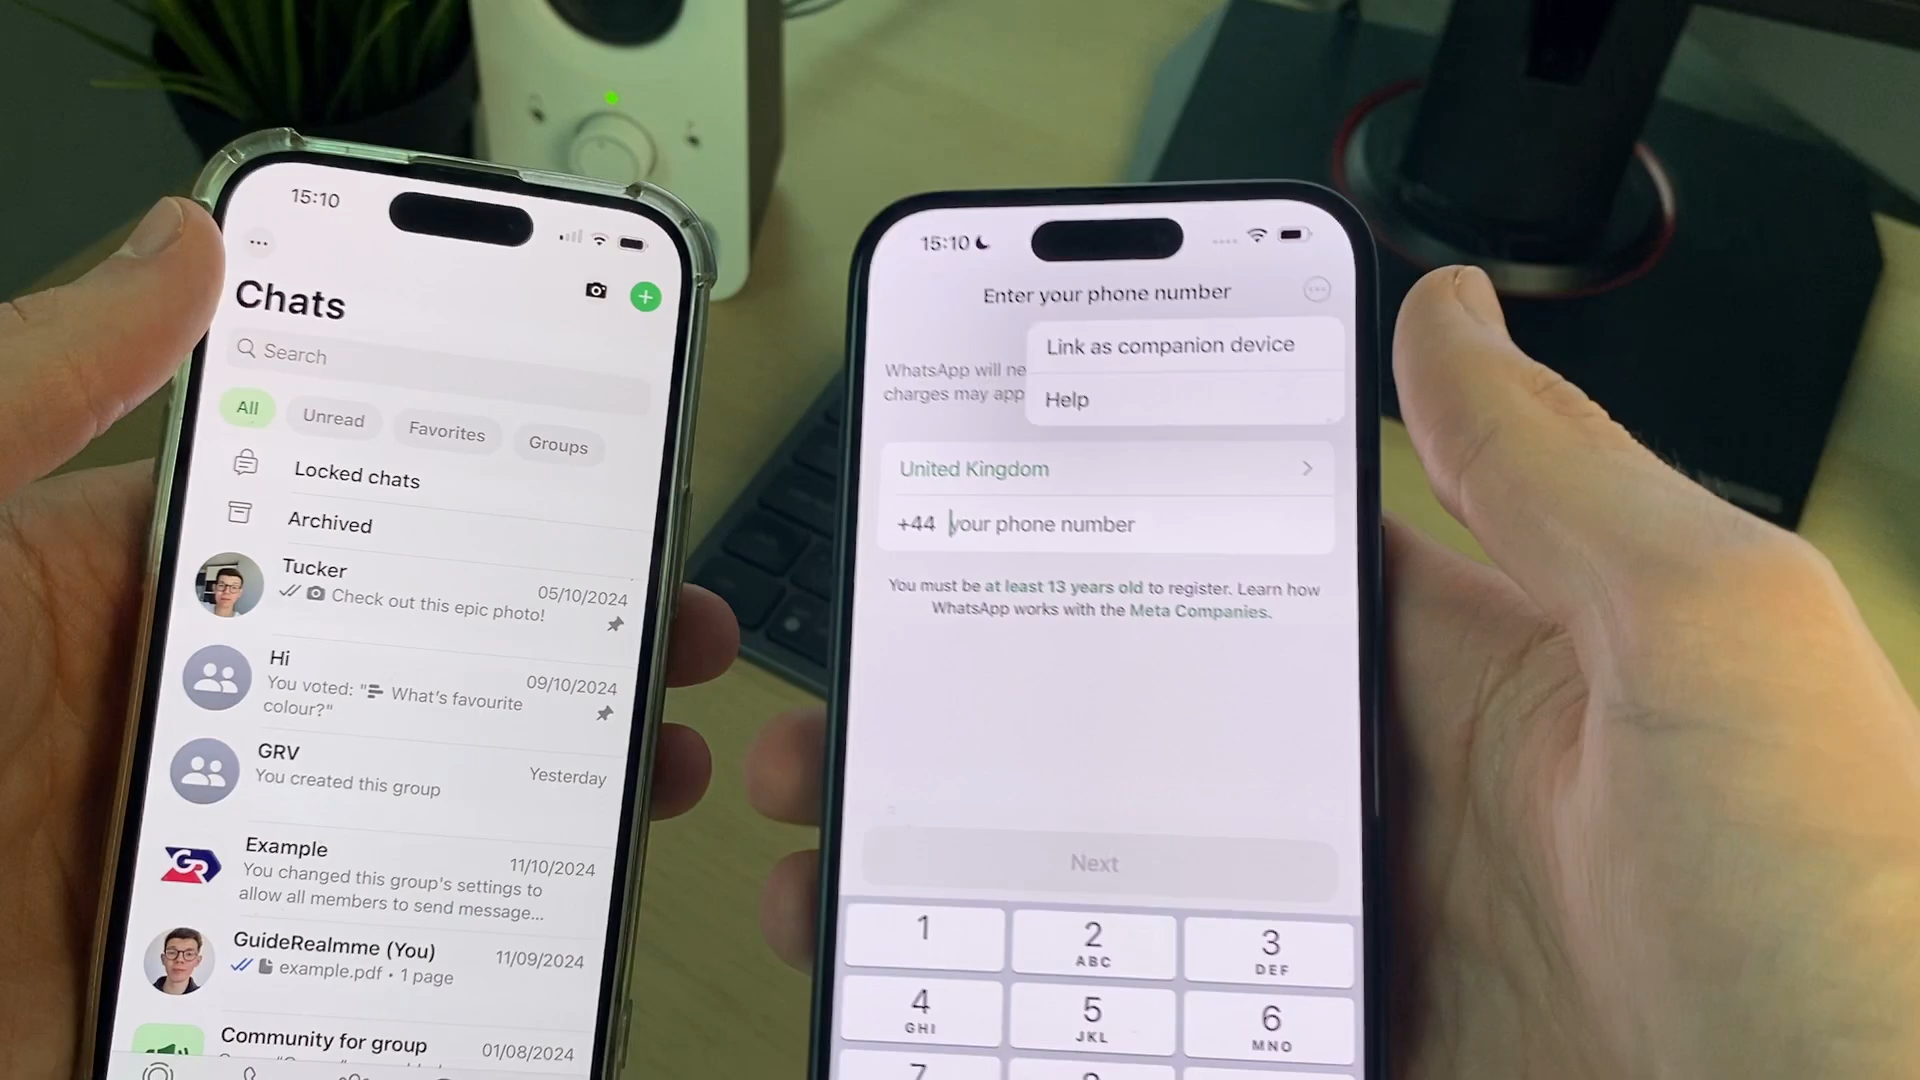 15:10
Chats
Search
All
Unread
Favorites
Groups
Locked chats
Archived
Tucker
05/10/2024
Check out this epic photo!
Hi
09/10/2024
You voted: " What's favourite
colour?"
GRV
Yesterday
You created this group
Example
11/10/2024
You changed this group's settings to
allow all members to send message...
GR
GuideRealmme (You)
11/09/2024
example.pdf • 1 page
Community for group
01/08/2024
15:10
Enter your phone number
Link as companion device
Help
WhatsApp will ne
charges may app
United Kingdom
+44 your phone number
You must be at least 13 years old to register. Learn how
WhatsApp works with the Meta Companies.
Next
1
2
ABC
3
DEF
4
GHI
5
JKL
6
MNO
7